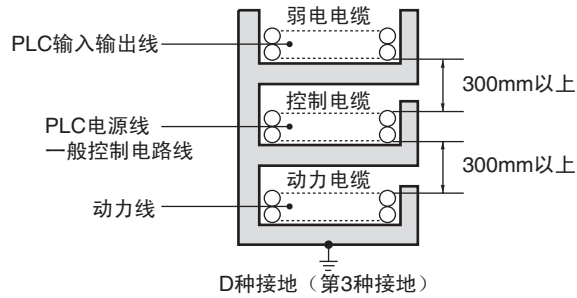 弱电电缆
PLC输入输出线
300mm以上
控制电缆
PLC电源线
一般控制电路线
300mm以上
动力电缆
动力线
D种接地（第3种接地）